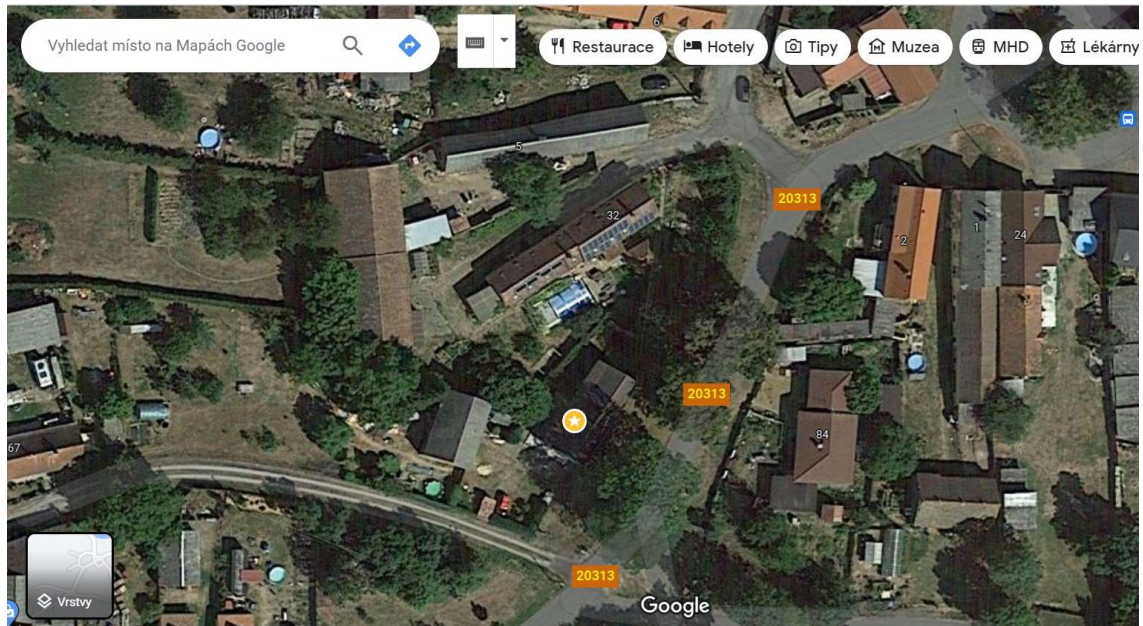 6
Vyhledat místo na Mapách Google
Restaurace
Hotely
Tipy
Muzea
MHD
Lékárny
5
20313
32
2
1
24
20313
84
67
20313
Vrstvy
Google